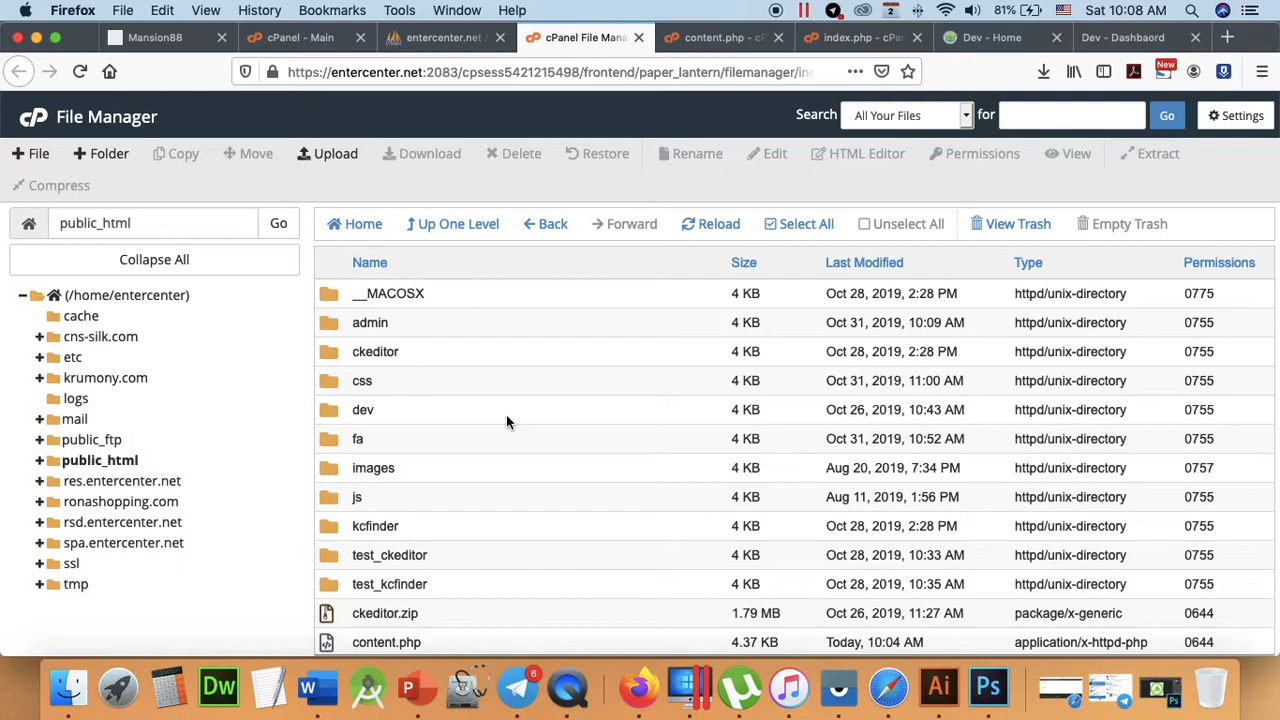 Firefox File Edit View History Bookmarks Tools Window Help 2 81% Sat 10:08 AM
Mansion88 cPanel - Main entercenter.net / cPanel File Mana content.php - cP index.php - cPan Dev - Home Dev - Dashbaord
https://entercenter.net:2083/cpsess5421215498/frontend/paper_lantern/filemanager/in New
cP File Manager Search All Your Files for Go Settings
File Folder Copy Move Upload Download Delete Restore Rename Edit HTML Editor Permissions View Extract
Compress
public_html Go Home Up One Level Back Forward Reload Select All Unselect All View Trash Empty Trash
Collapse All
(/home/entercenter)
cache
cns-silk.com
etc
krumony.com
logs
mail
public_ftp
public_html
res.entercenter.net
ronashopping.com
rsd.entercenter.net
spa.entercenter.net
ssl
tmp
Name Size Last Modified Type Permissions
__MACOSX 4 KB Oct 28, 2019, 2:28 PM httpd/unix-directory 0775
admin 4 KB Oct 31, 2019, 10:09 AM httpd/unix-directory 0755
ckeditor 4 KB Oct 28, 2019, 2:28 PM httpd/unix-directory 0755
css 4 KB Oct 31, 2019, 11:00 AM httpd/unix-directory 0755
dev 4 KB Oct 26, 2019, 10:43 AM httpd/unix-directory 0755
fa 4 KB Oct 31, 2019, 10:52 AM httpd/unix-directory 0755
images 4 KB Aug 20, 2019, 7:34 PM httpd/unix-directory 0757
js 4 KB Aug 11, 2019, 1:56 PM httpd/unix-directory 0755
kcfinder 4 KB Oct 28, 2019, 2:28 PM httpd/unix-directory 0755
test_ckeditor 4 KB Oct 28, 2019, 10:33 AM httpd/unix-directory 0755
test_kcfinder 4 KB Oct 28, 2019, 10:35 AM httpd/unix-directory 0755
ckeditor.zip 1.79 MB Oct 26, 2019, 11:27 AM package/x-generic 0644
content.php 4.37 KB Today, 10:04 AM application/x-httpd-php 0644
Dw W P 6 Ai Ps